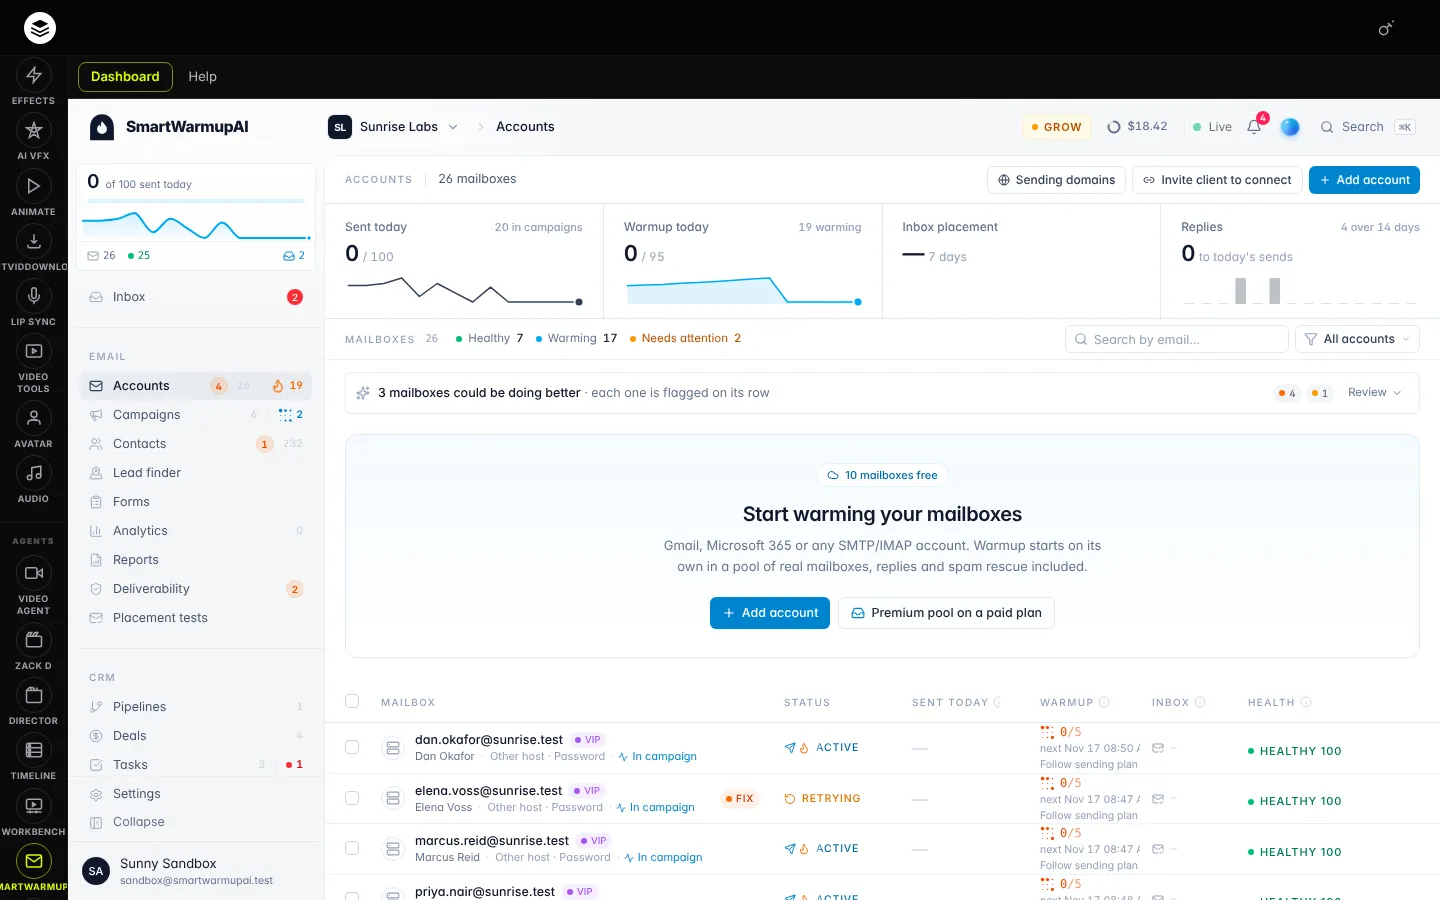 Dashboard
Help
EFFECTS
AI VFX
ANIMATE
LIP SYNC
VIDEO
TOOLS
AVATAR
AUDIO
AGENTS
VIDEO
AGENT
ZACK D
DIRECTOR
TIMELINE
WORKBENCH
SmartWarmupAI
SL Sunrise Labs
Accounts
GROW
$18.42
Live
4
Search
⌘K
0 of 100 sent today
26 25 2
Inbox 2
EMAIL
Accounts 4 26 19
Campaigns 6 2
Contacts 1 232
Lead finder
Forms
Analytics 0
Reports
Deliverability 2
Placement tests
CRM
Pipelines 1
Deals 4
Tasks 3 1
Settings
Collapse
SA Sunny Sandbox
sandbox@smartwarmupai.test
ACCOUNTS 26 mailboxes
Sending domains
Invite client to connect
+ Add account
Sent today 20 in campaigns
0 / 100
Warmup today 19 warming
0 / 95
Inbox placement
— 7 days
Replies 4 over 14 days
0 to today's sends
MAILBOXES 26 Healthy 7 Warming 17 Needs attention 2
Search by email...
All accounts
3 mailboxes could be doing better · each one is flagged on its row
4 1 Review
10 mailboxes free
Start warming your mailboxes
Gmail, Microsoft 365 or any SMTP/IMAP account. Warmup starts on its
own in a pool of real mailboxes, replies and spam rescue included.
+ Add account
Premium pool on a paid plan
MAILBOX STATUS SENT TODAY WARMUP INBOX HEALTH
dan.okafor@sunrise.test VIP
Dan Okafor · Other host · Password · In campaign
ACTIVE — 0/5
next Nov 17 08:50
Follow sending plan
–
HEALTHY 100
elena.voss@sunrise.test VIP
Elena Voss · Other host · Password · In campaign
FIX RETRYING — 0/5
next Nov 17 08:47
Follow sending plan
–
HEALTHY 100
marcus.reid@sunrise.test VIP
Marcus Reid · Other host · Password · In campaign
ACTIVE — 0/5
next Nov 17 08:47
Follow sending plan
–
HEALTHY 100
priya.nair@sunrise.test VIP
0/5